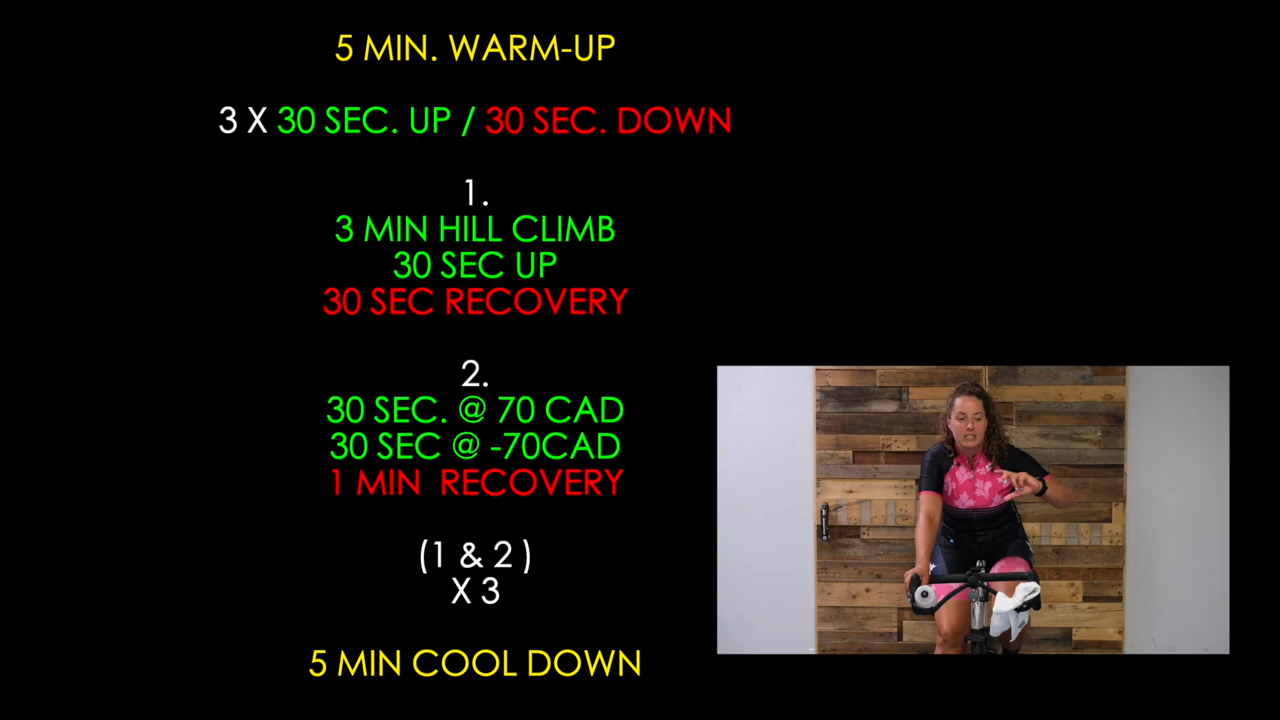 5 MIN. WARM-UP
3 X 30 SEC. UP / 30 SEC. DOWN
1.
3 MIN HILL CLIMB
30 SEC UP
30 SEC RECOVERY
2.
30 SEC. @ 70 CAD
30 SEC @ -70CAD
1 MIN  RECOVERY
(1 & 2 )
X 3
5 MIN COOL DOWN